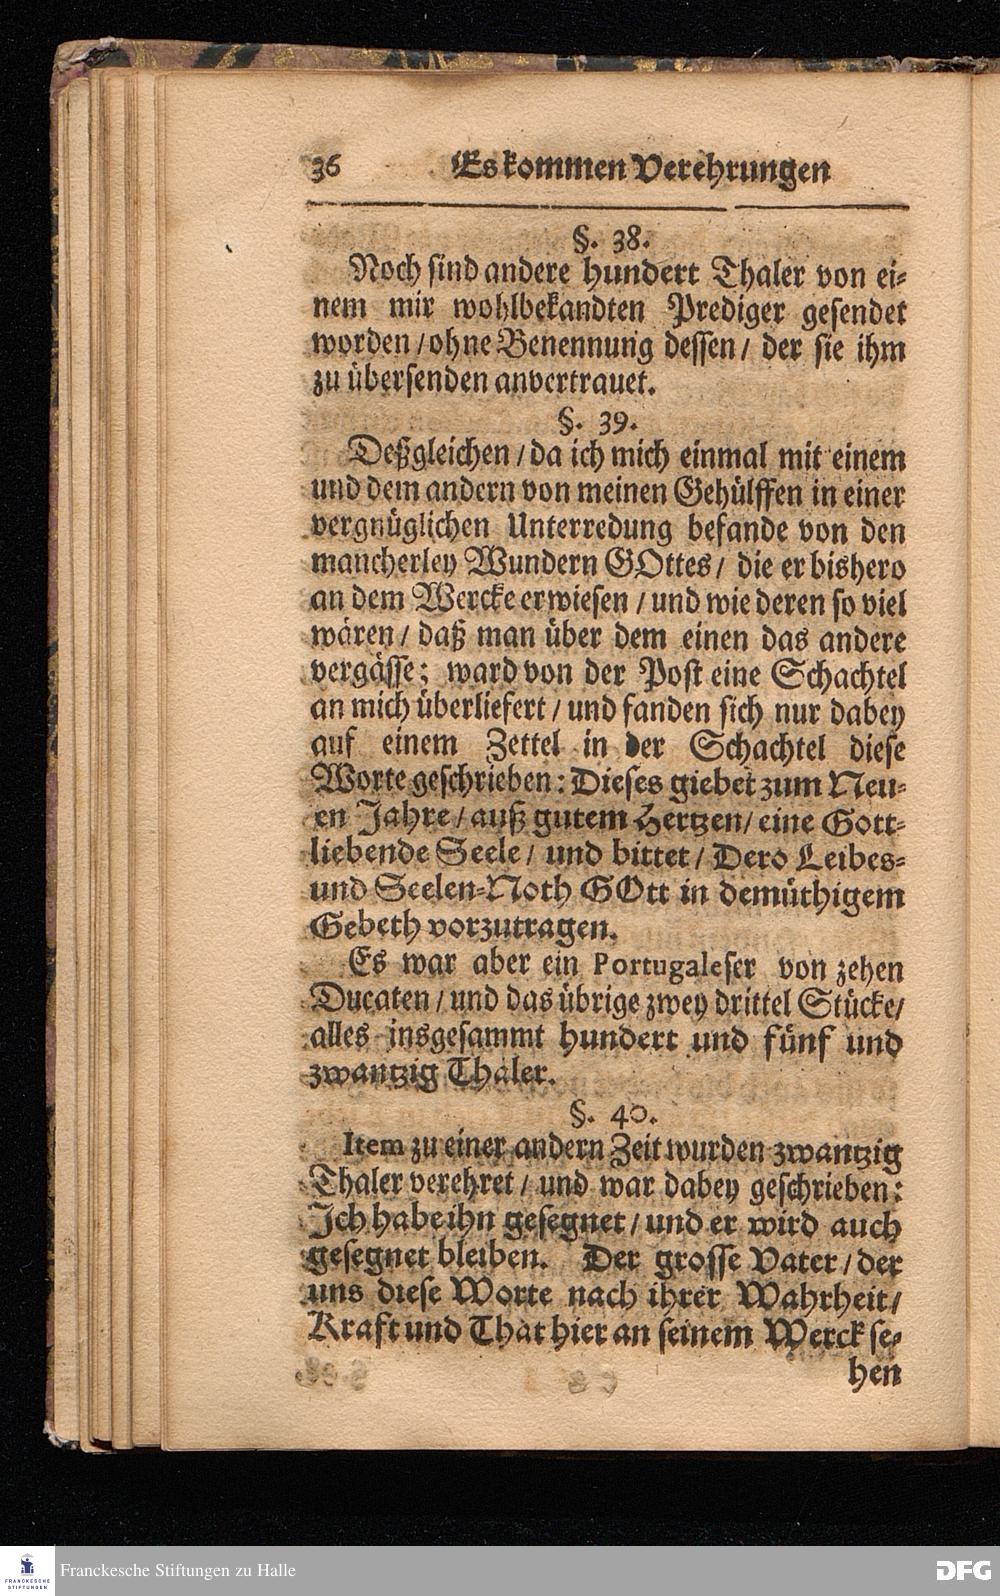 36 Es kommen Verehrungen
§. 38.
Noch sind andere hundert Thaler von ei-
nem mir wohlbekandten Prediger gesendet
worden / ohne Benennung dessen / der sie ihm
zu übersenden anvertrauet.
§. 39.
Deßgleichen / da ich mich einmal mit einem
und dem andern von meinen Gehülffen in einer
vergnüglichen Unterredung befande von den
mancherley Wundern GOttes / die er bishero
an dem Wercke erwiesen / und wie deren so viel
wären / daß man über dem einen das andere
vergässe; ward von der Post eine Schachtel
an mich überliefert / und fanden sich nur dabey
auf einem Zettel in der Schachtel diese
Worte geschrieben: Dieses giebet zum Neu-
en Jahre / auß gutem Hertzen / eine Gott-
liebende Seele / und bittet / Dero Leibes-
und Seelen-Noth GOtt in demüthigem
Gebeth vorzutragen.
Es war aber ein Portugaleser von zehen
Ducaten / und das übrige zwey drittel Stücke /
alles insgesammt hundert und fünf und
zwantzig Thaler.
§. 40.
Item zu einer andern Zeit wurden zwantzig
Thaler verehret / und war dabey geschrieben:
Ich habe ihn gesegnet / und er wird auch
gesegnet bleiben. Der grosse Vater / der
uns diese Worte nach ihrer Wahrheit /
Kraft und That hier an seinem Werck se-
hen
FRANCKESCHE
STIFTUNGEN
Franckesche Stiftungen zu Halle
DFG